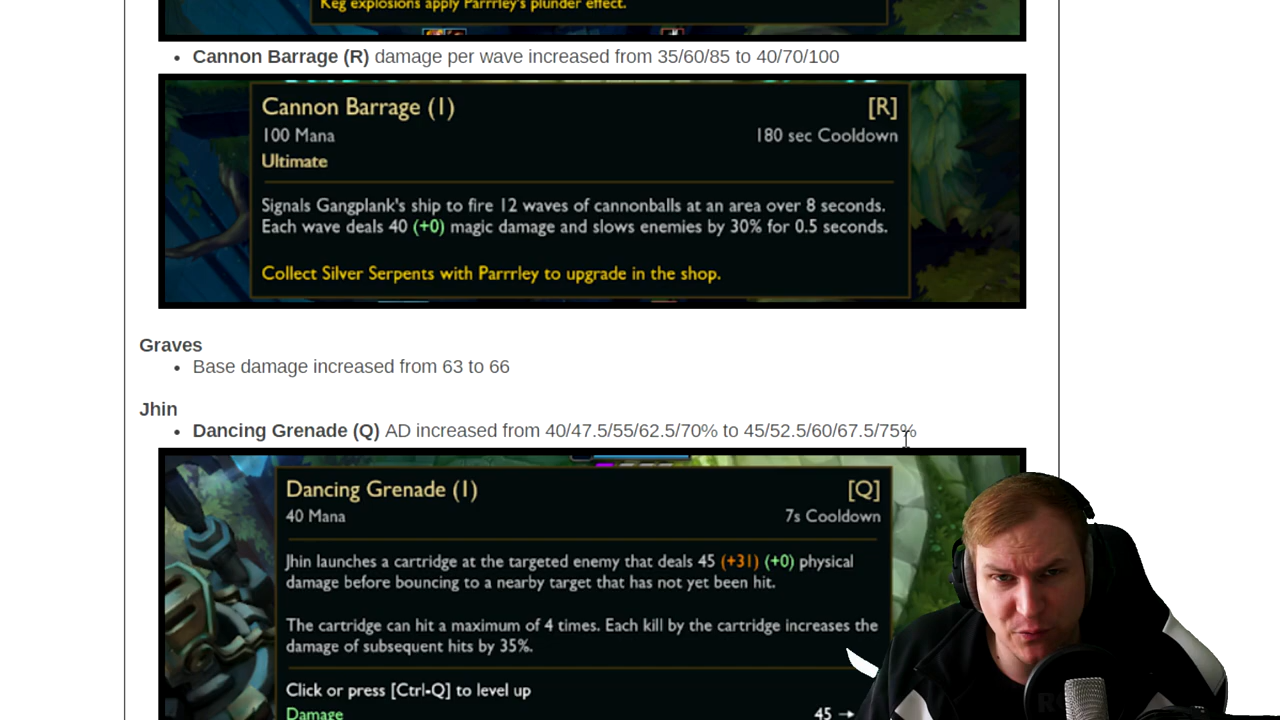 Keg explosions apply Parrrley's plunder effect.
• Cannon Barrage (R) damage per wave increased from 35/60/85 to 40/70/100
Cannon Barrage (1) [R]
100 Mana 180 sec Cooldown
Ultimate
Signals Gangplank's ship to fire 12 waves of cannonballs at an area over 8 seconds.
Each wave deals 40 (+0) magic damage and slows enemies by 30% for 0.5 seconds.
Collect Silver Serpents with Parrrley to upgrade in the shop.
Graves
• Base damage increased from 63 to 66
Jhin
• Dancing Grenade (Q) AD increased from 40/47.5/55/62.5/70% to 45/52.5/60/67.5/75%
Dancing Grenade (1) [Q]
40 Mana 7s Cooldown
Jhin launches a cartridge at the targeted enemy that deals 45 (+31) (+0) physical
damage before bouncing to a nearby target that has not yet been hit.
The cartridge can hit a maximum of 4 times. Each kill by the cartridge increases the
damage of subsequent hits by 35%.
Click or press [Ctrl-Q] to level up
Damage 45 →